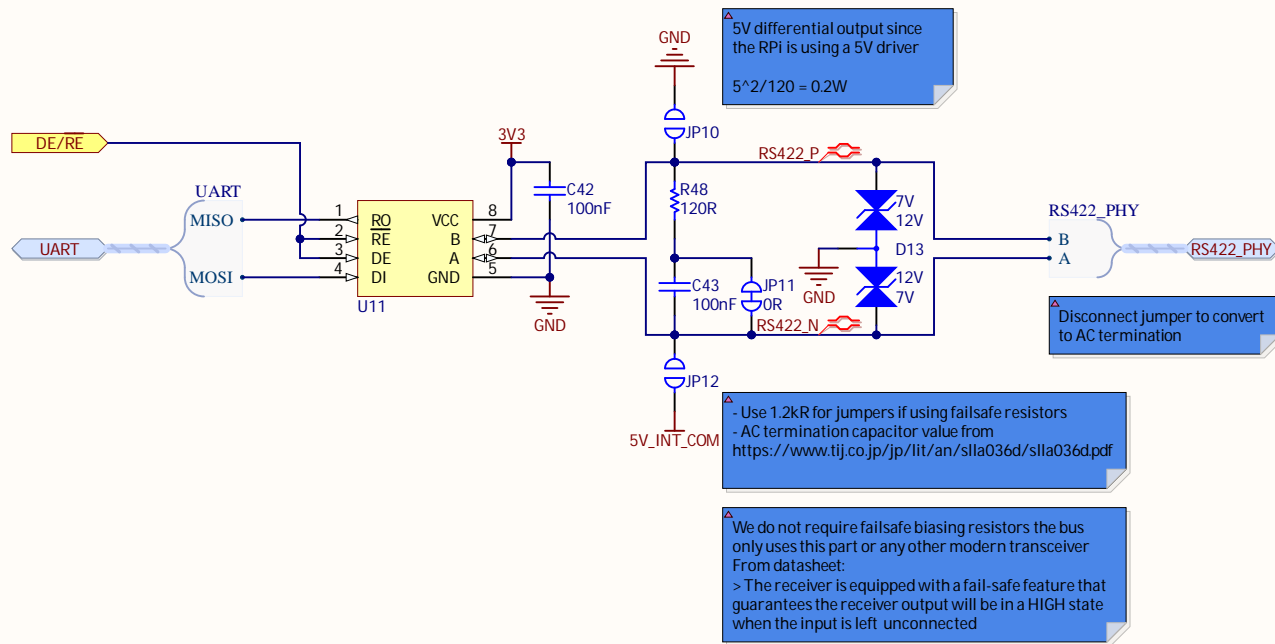 5V differential output since
the RPi is using a 5V driver
5^2/120 = 0.2W
GND
JP10
DE/RE
3V3
RS422_P
UART
C42
100nF
R48
120R
7V
12V
RS422_PHY
MISO
1
RO
VCC
8
2
RE
B
7
B
UART
3
DE
A
6
D13
A
RS422_PHY
MOSI
4
DI
GND
5
12V
7V
GND
U11
GND
C43
100nF
JP11
0R
RS422_N
Disconnect jumper to convert
to AC termination
JP12
5V_INT_COM
- Use 1.2kR for jumpers if using failsafe resistors
- AC termination capacitor value from
https://www.tij.co.jp/jp/lit/an/slla036d/slla036d.pdf
We do not require failsafe biasing resistors the bus
only uses this part or any other modern transceiver
From datasheet:
> The receiver is equipped with a fail-safe feature that
guarantees the receiver output will be in a HIGH state
when the input is left unconnected